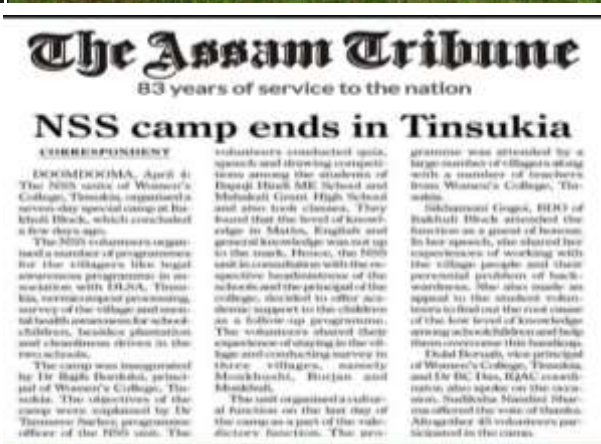 The Assam Tribune
83 years of service to the nation
NSS camp ends in Tinsukia
CORRESPONDENT
DOOMDOOMA, April 4:
The NSS units of Women's
College, Tinsukia, organised a
seven-day special camp at
Block, which concluded
a few days ago.
The NSS volunteers organ-
ised a number of programmes
for the villagers like legal
awareness programme in as-
sociation with DLSA, Tinsu-
kia, vermicompost processing,
survey of the village and men-
tal health awareness for school-
children, besides plantation
and cleanliness drives in the
two schools.
The camp was inaugurated
by Dr Rajib Bordoloi, princi-
pal of Women's College, Tin-
sukia. The objectives of the
camp were explained by Dr
Sarkar, programme
officer of the NSS unit. The
volunteers conducted quiz,
speech and drawing competi-
tions among the students of
Bapuji Hindi ME School and
Mahakali Grant High School
and also took classes. They
found that the level of knowl-
edge in Maths, English and
general knowledge was not up
to the mark. Hence, the NSS
unit in consultation with the re-
spective headmistress of the
schools and the principal of the
college, decided to offer aca-
demic support to the children
as a follow-up programme.
The volunteers shared their
experience of staying in the vil-
lage and conducting survey in
three villages, namely
and
The unit organised a cultur-
al function on the last day of
the camp as a part of the vale-
dictory function. The pro-
gramme was attended by a
large number of villagers along
with a number of teachers
from Women's College, Tin-
sukia.
Gogoi, BDO of
Block attended the
function as a guest of honour.
In her speech, she shared her
experiences of working with
the village people and their
perennial problem of back-
wardness. She also made an
appeal to the student volun-
teers to find out the root cause
of the low level of knowledge
among schoolchildren and help
them overcome this handicap.
Dulal Boruah, vice principal
of Women's College, Tinsukia,
and Dr BC Das, IQAC coordi-
nator, also spoke on the occa-
sion. Sudiksha Nandini Shar-
ma offered the vote of thanks.
Altogether volunteers par-
ticipated in the camp.